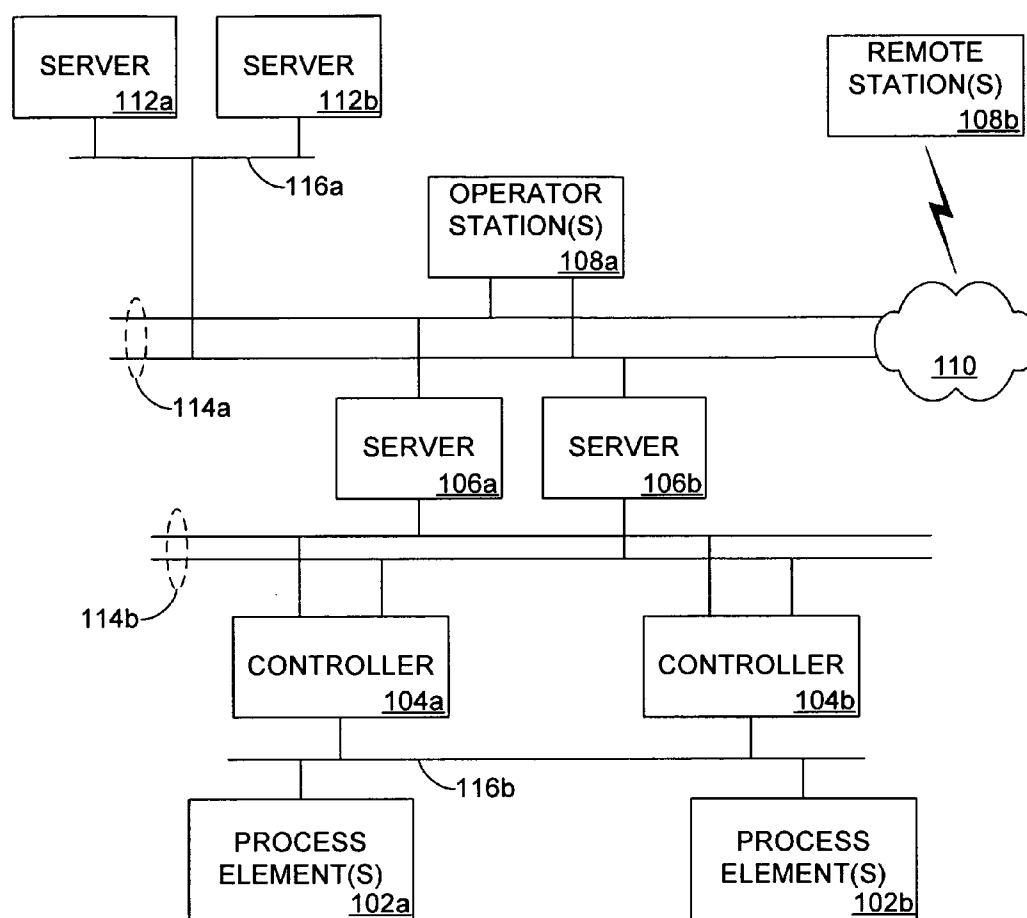 SERVER
112a
SERVER
112b
REMOTE
STATION(S)
108b
116a
OPERATOR
STATION(S)
108a
110
114a
SERVER
106a
SERVER
106b
114b
CONTROLLER
104a
CONTROLLER
104b
116b
PROCESS
ELEMENT(S)
102a
PROCESS
ELEMENT(S)
102b